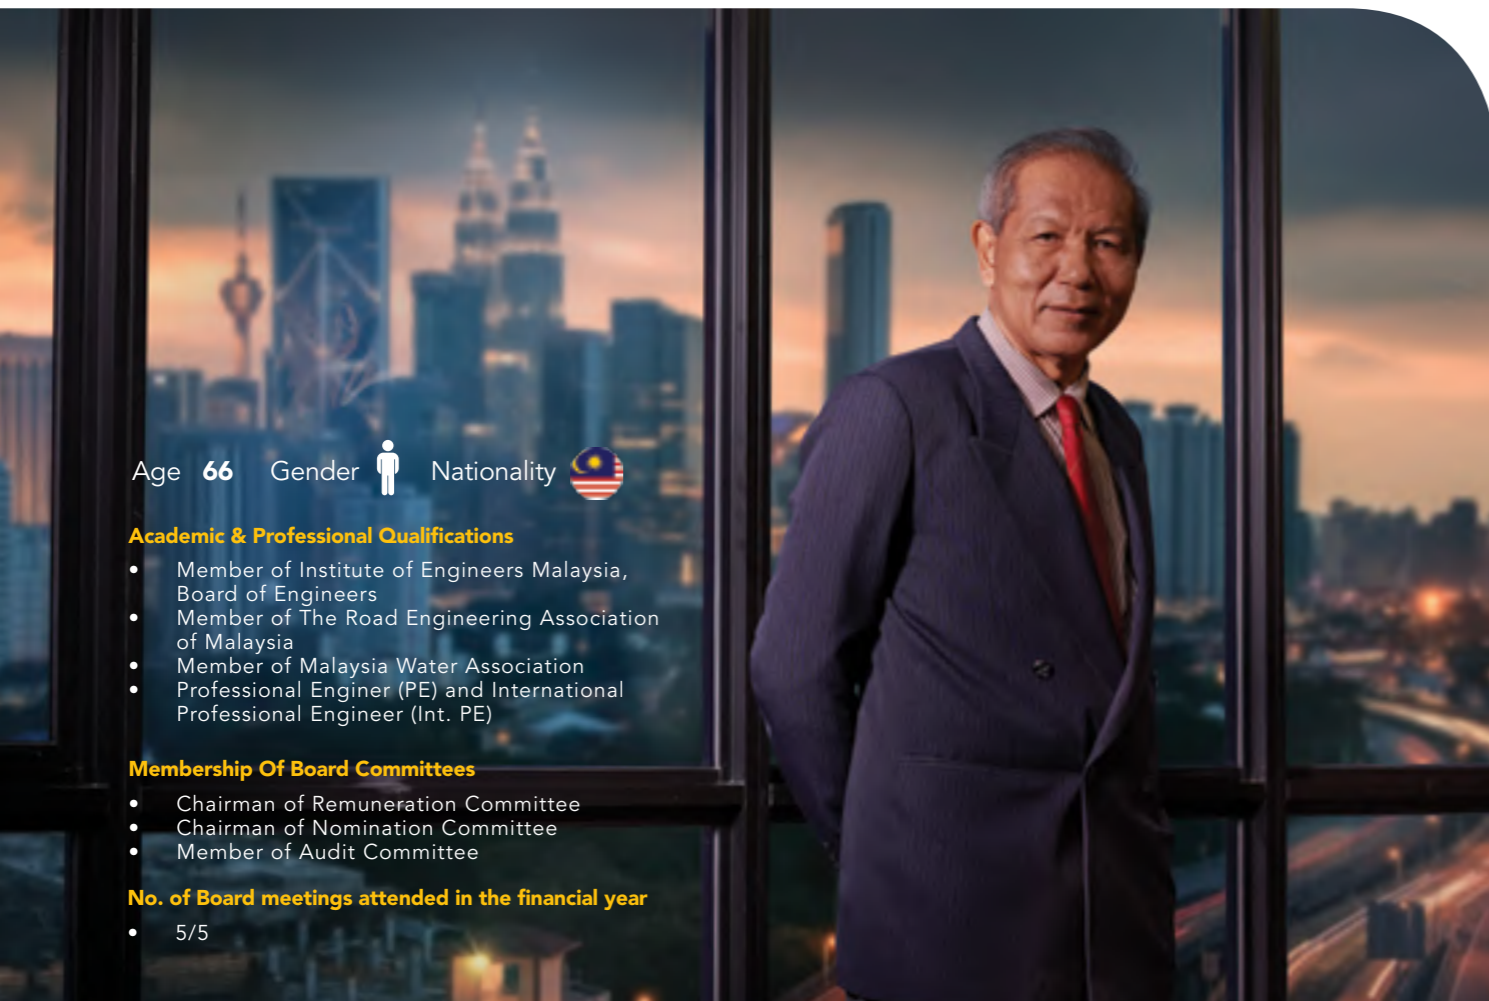 Age 66 Gender Nationality
Academic & Professional Qualifications
• Member of Institute of Engineers Malaysia,
Board of Engineers
• Member of The Road Engineering Association
of Malaysia
• Member of Malaysia Water Association
• Professional Enginer (PE) and International
Professional Engineer (Int. PE)
Membership Of Board Committees
• Chairman of Remuneration Committee
• Chairman of Nomination Committee
• Member of Audit Committee
No. of Board meetings attended in the financial year
• 5/5